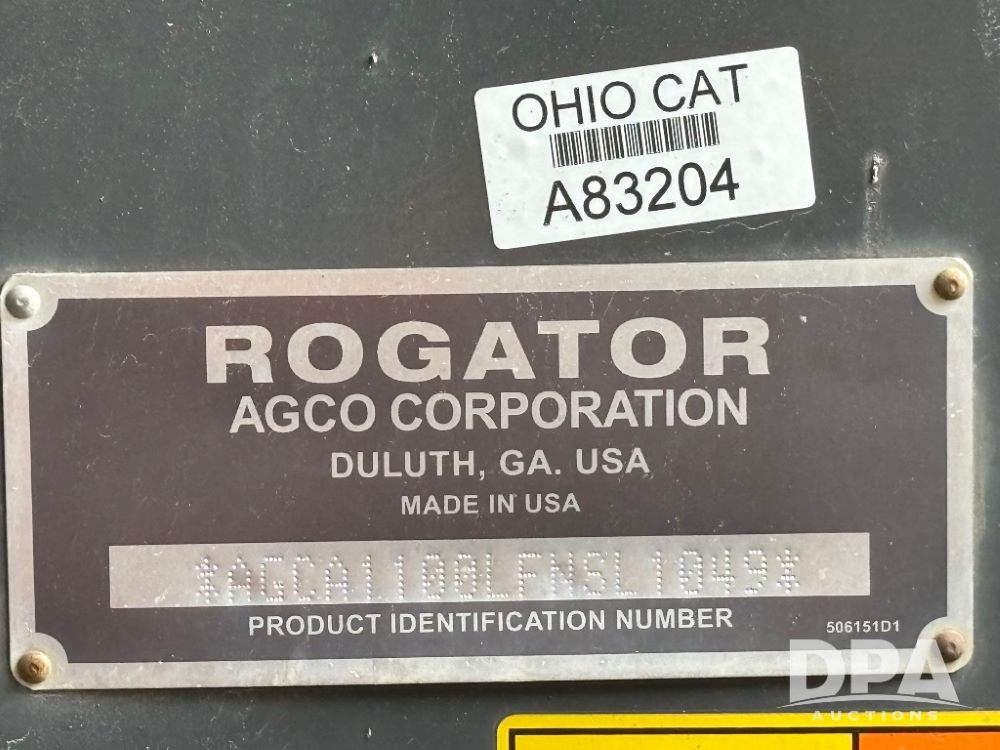 OHIO CAT
A83204
ROGATOR
AGCO CORPORATION
DULUTH, GA. USA
MADE IN USA
*AGCA1100LFNSL1049*
PRODUCT IDENTIFICATION NUMBER
506151D1
DPA
AUCTIONS